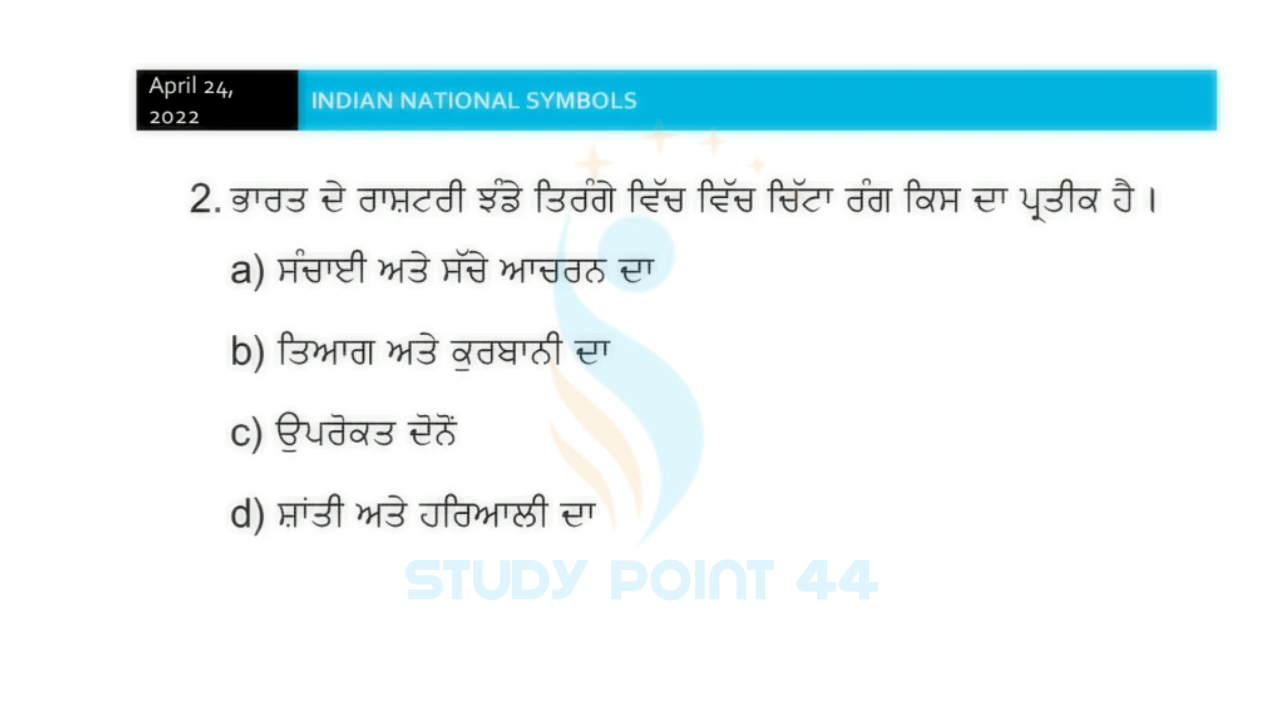 April 24,
2022
INDIAN NATIONAL SYMBOLS
2. ਭਾਰਤ ਦੇ ਰਾਸ਼ਟਰੀ ਝੰਡੇ ਤਿਰੰਗੇ ਵਿੱਚ ਵਿੱਚ ਚਿੱਟਾ ਰੰਗ ਕਿਸ ਦਾ ਪ੍ਰਤੀਕ ਹੈ।
a) ਸੰਚਾਈ ਅਤੇ ਸੱਚੇ ਆਚਰਨ ਦਾ
b) ਤਿਆਗ ਅਤੇ ਕੁਰਬਾਨੀ ਦਾ
c) ਉਪਰੋਕਤ ਦੋਨੋਂ
d) ਸ਼ਾਂਤੀ ਅਤੇ ਹਰਿਆਲੀ ਦਾ
STUDY POINT 44